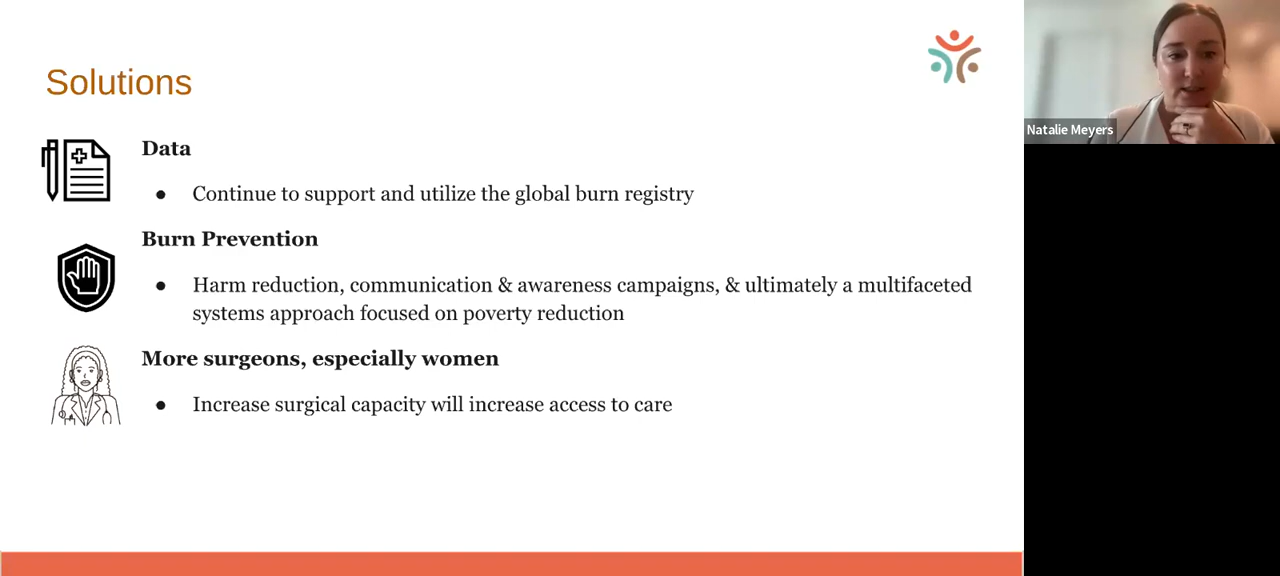 Solutions
Data
● Continue to support and utilize the global burn registry
Burn Prevention
● Harm reduction, communication & awareness campaigns, & ultimately a multifaceted
systems approach focused on poverty reduction
More surgeons, especially women
● Increase surgical capacity will increase access to care
Natalie Meyers